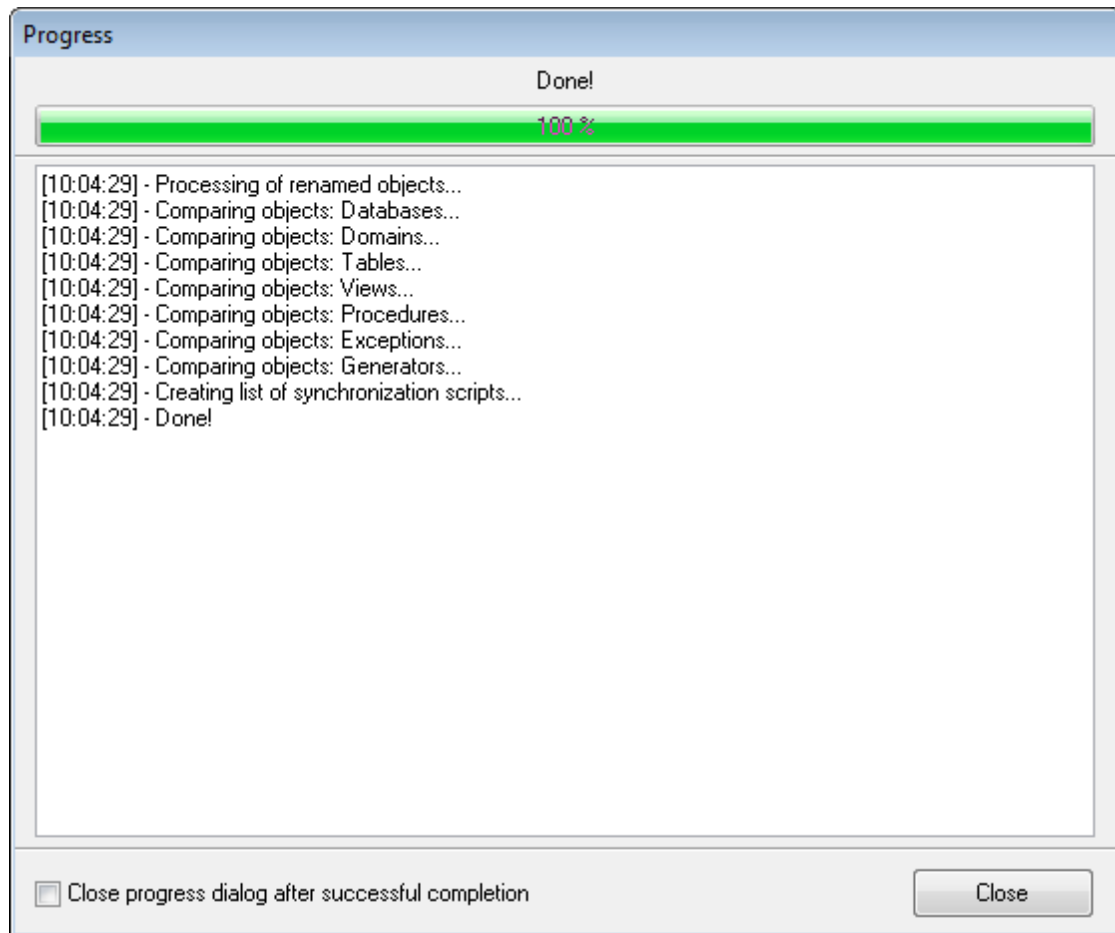 Progress
Done!
100 %
[10:04:29] - Processing of renamed objects...
[10:04:29] - Comparing objects: Databases...
[10:04:29] - Comparing objects: Domains...
[10:04:29] - Comparing objects: Tables...
[10:04:29] - Comparing objects: Views...
[10:04:29] - Comparing objects: Procedures...
[10:04:29] - Comparing objects: Exceptions...
[10:04:29] - Comparing objects: Generators...
[10:04:29] - Creating list of synchronization scripts...
[10:04:29] - Done!
Close progress dialog after successful completion
Close